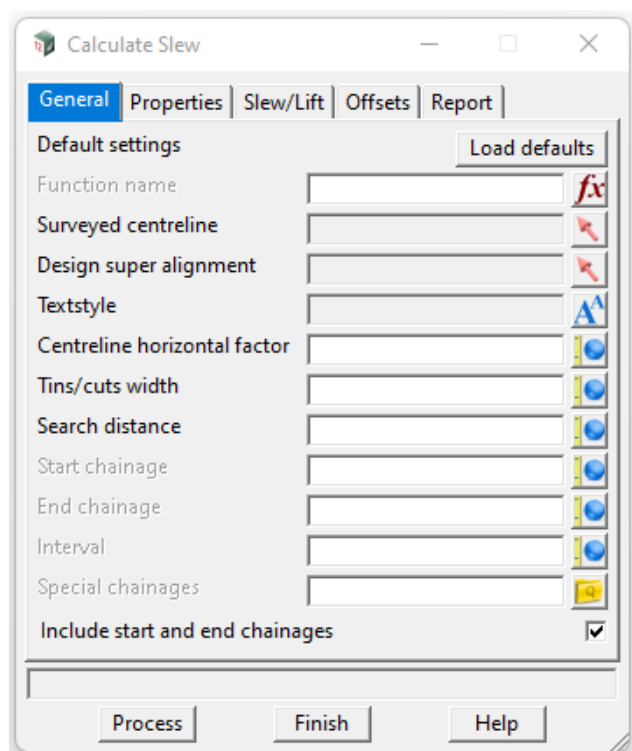 Calculate Slew
General Properties Slew/Lift Offsets Report
Default settings Load defaults
Function name fx
Surveyed centreline
Design super alignment
Textstyle AA
Centreline horizontal factor
Tins/cuts width
Search distance
Start chainage
End chainage
Interval
Special chainages
Include start and end chainages
Process Finish Help